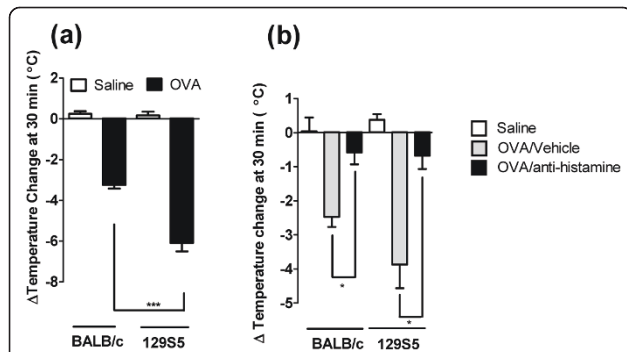 (a)
Saline OVA
ΔTemperature Change at 30 min ( °C)
2
0
-2
-4
-6
-8
***
BALB/c 129S5
(b)
ΔTemperature change at 30 min ( °C)
1
0
-1
-2
-3
-4
-5
*
*
BALB/c 129S5
Saline
OVA/Vehicle
OVA/anti-histamine